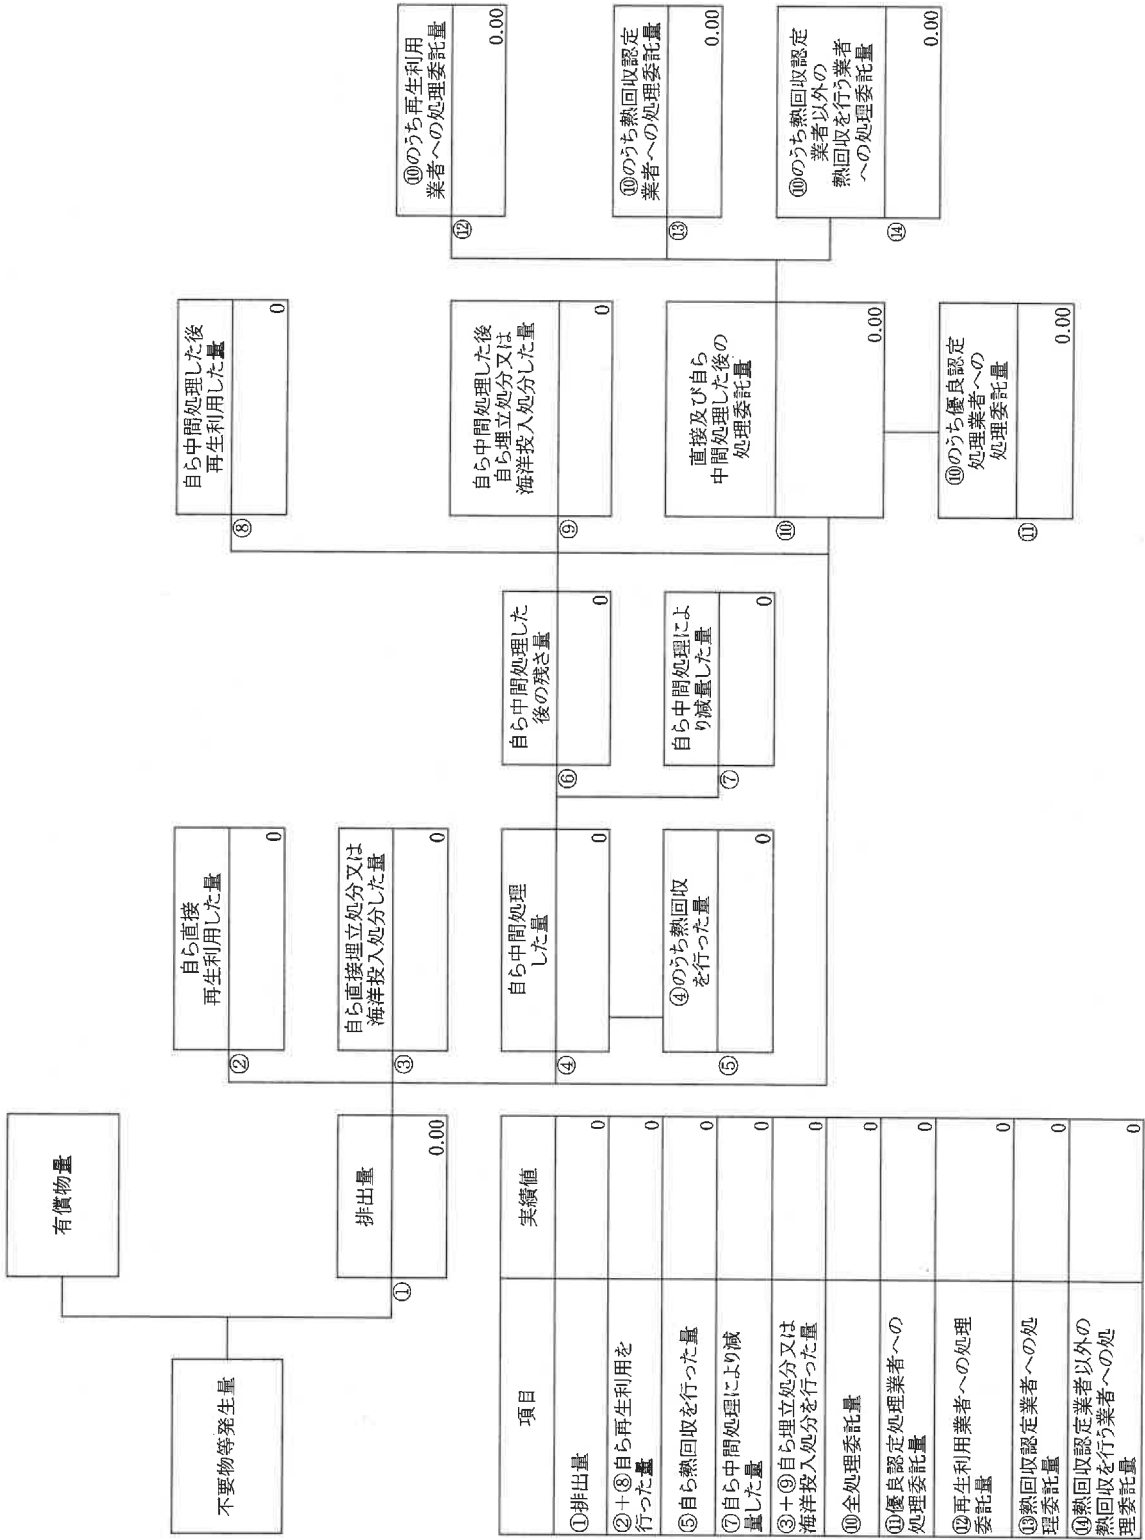 有償物量
不要物等発生量
排出量
①
0.00
自ら直接
再生利用した量
②
0
自ら直接埋立処分又は
海洋投入処分した量
③
0
自ら中間処理
した量
④
0
④のうち熱回収
を行った量
⑤
0
自ら中間処理した
後の残さ量
⑥
0
自ら中間処理によ
り減量した量
⑦
0
自ら中間処理した後
再生利用した量
⑧
0
自ら中間処理した後
自ら埋立処分又は
海洋投入処分した量
⑨
0
直接及び自ら
中間処理した後の
処理委託量
⑩
0.00
⑩のうち優良認定
処理業者への
処理委託量
⑪
0.00
⑩のうち再生利用
業者への処理委託量
⑫
0.00
⑩のうち熱回収認定
業者への処理委託量
⑬
0.00
⑩のうち熱回収認定
業者以外の
熱回収を行う業者
への処理委託量
⑭
0.00
項目
実績値
①排出量
0
②+⑧自ら再生利用を
行った量
0
⑤自ら熱回収を行った量
0
⑦自ら中間処理により減
量した量
0
③+⑨自ら埋立処分又は
海洋投入処分を行った量
0
⑩全処理委託量
0
⑪優良認定処理業者への
処理委託量
0
⑫再生利用業者への処理
委託量
0
⑬熱回収認定業者への処
理委託量
0
⑭熱回収認定業者以外の
熱回収を行う業者への処
理委託量
0